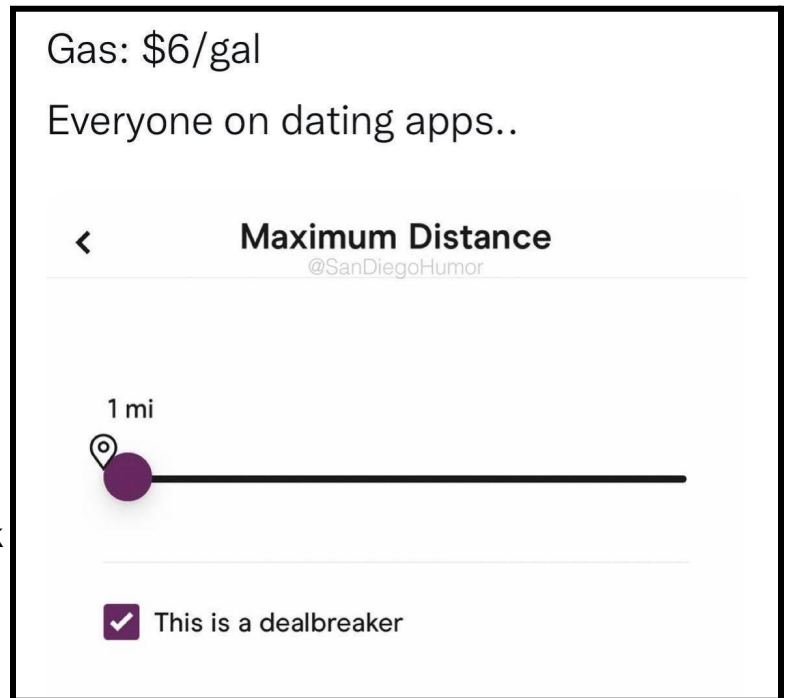 Gas: $6/gal
Everyone on dating apps..
Maximum Distance
@SanDiegoHumor
1 mi
This is a dealbreaker